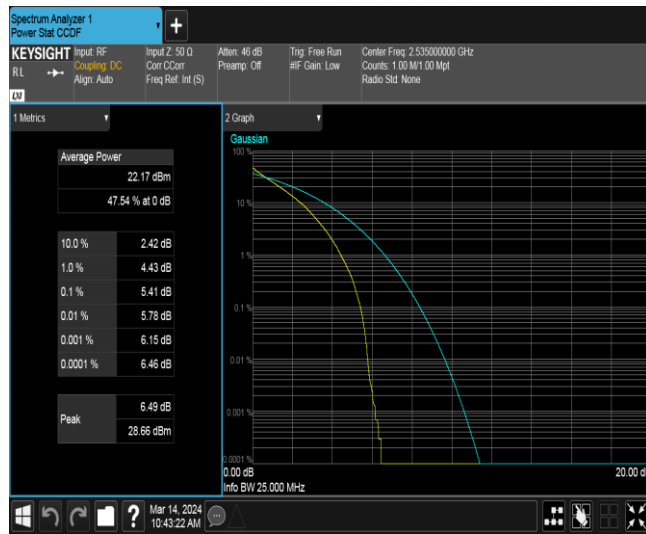 Spectrum Analyzer 1
Power Stat CCDF
+
KEYSIGHT
RL
LXI
Input: RF
Coupling: DC
Align: Auto
Input Z: 50 Ω
Corr CCorr
Freq Ref: Int (S)
Atten: 46 dB
Preamp: Off
Trig: Free Run
#IF Gain: Low
Center Freq: 2.535000000 GHz
Counts: 1.00 M/1.00 Mpt
Radio Std: None
1 Metrics
Average Power
22.17 dBm
47.54 % at 0 dB
10.0 % 2.42 dB
1.0 % 4.43 dB
0.1 % 5.41 dB
0.01 % 5.78 dB
0.001 % 6.15 dB
0.0001 % 6.46 dB
Peak
6.49 dB
28.66 dBm
2 Graph
Gaussian
100 %
10 %
1 %
0.1 %
0.01 %
0.001 %
0.0001 %
0.00 dB
20.00 d
Info BW 25.000 MHz
?
Mar 14, 2024
10:43:22 AM